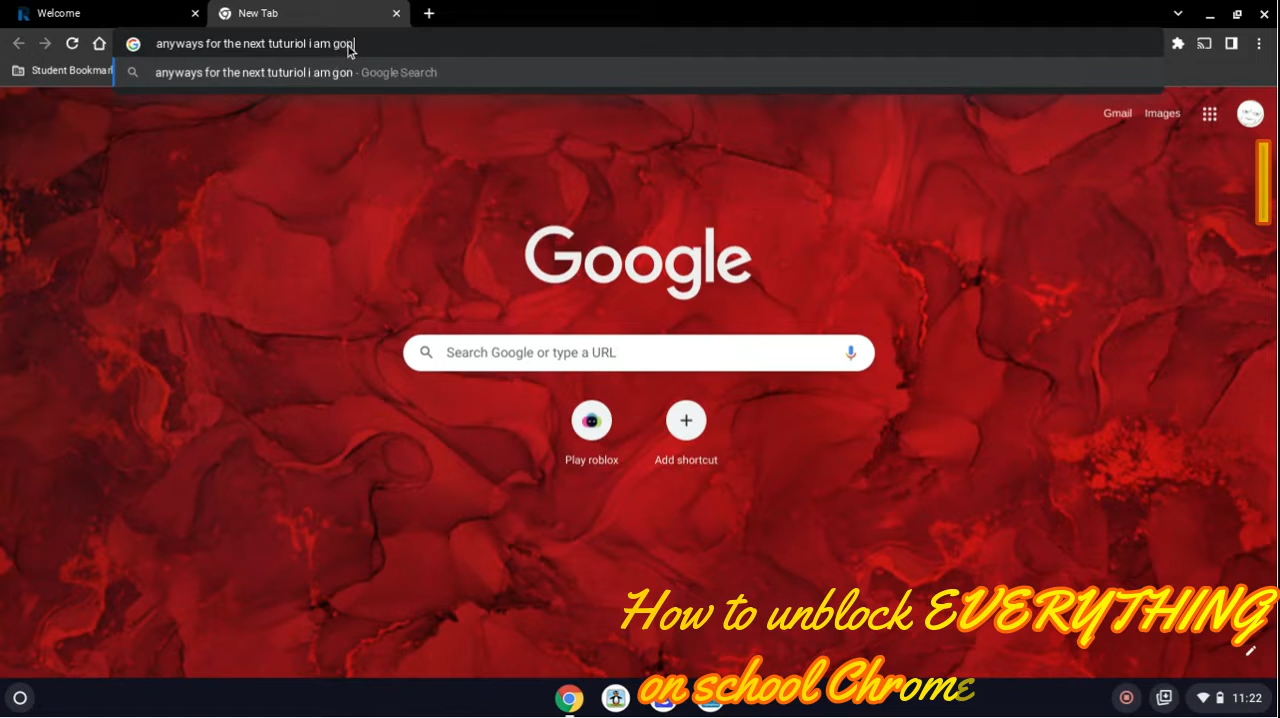 Welcome
New Tab
anyways for the next tuturiol i am gon
Student Bookmar
anyways for the next tuturiol i am gon - Google Search
Gmail Images
Google
Search Google or type a URL
Play roblox
Add shortcut
How to unblock EVERYTHING
on school Chrome
11:22